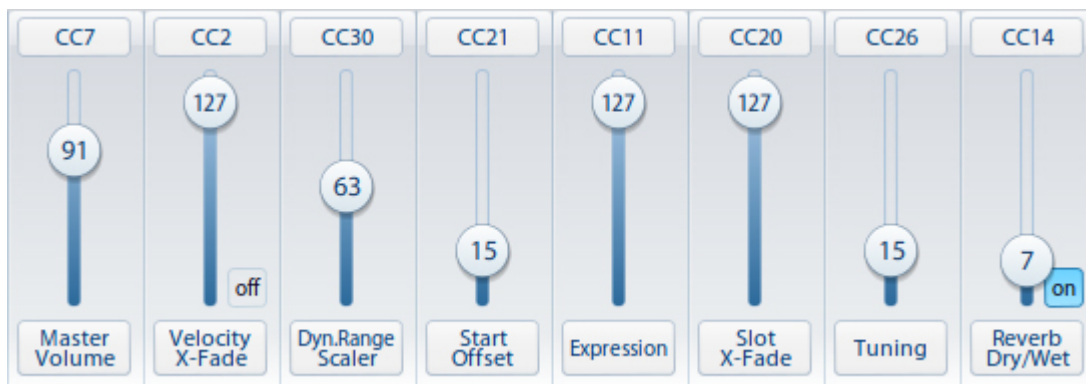 CC7 CC2 CC30 CC21 CC11 CC20 CC26 CC14
127 127 127
91
63
15 15 7
off on
Master Volume
Velocity X-Fade
Dyn.Range Scaler
Start Offset
Expression
Slot X-Fade
Tuning
Reverb Dry/Wet